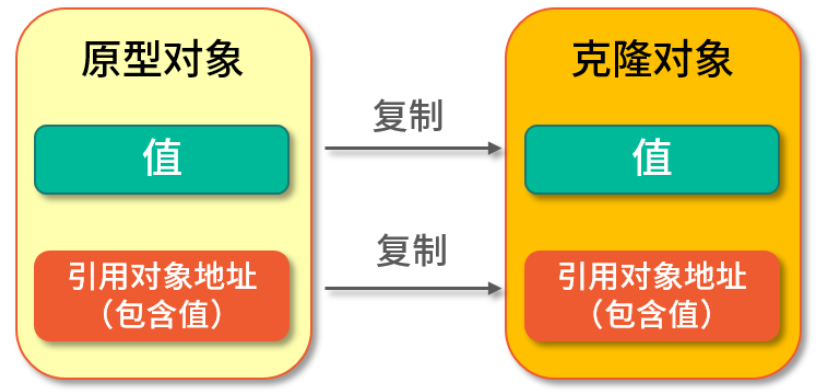 原型对象
克隆对象
复制
值
值
复制
引用对象地址
（包含值）
引用对象地址
（包含值）